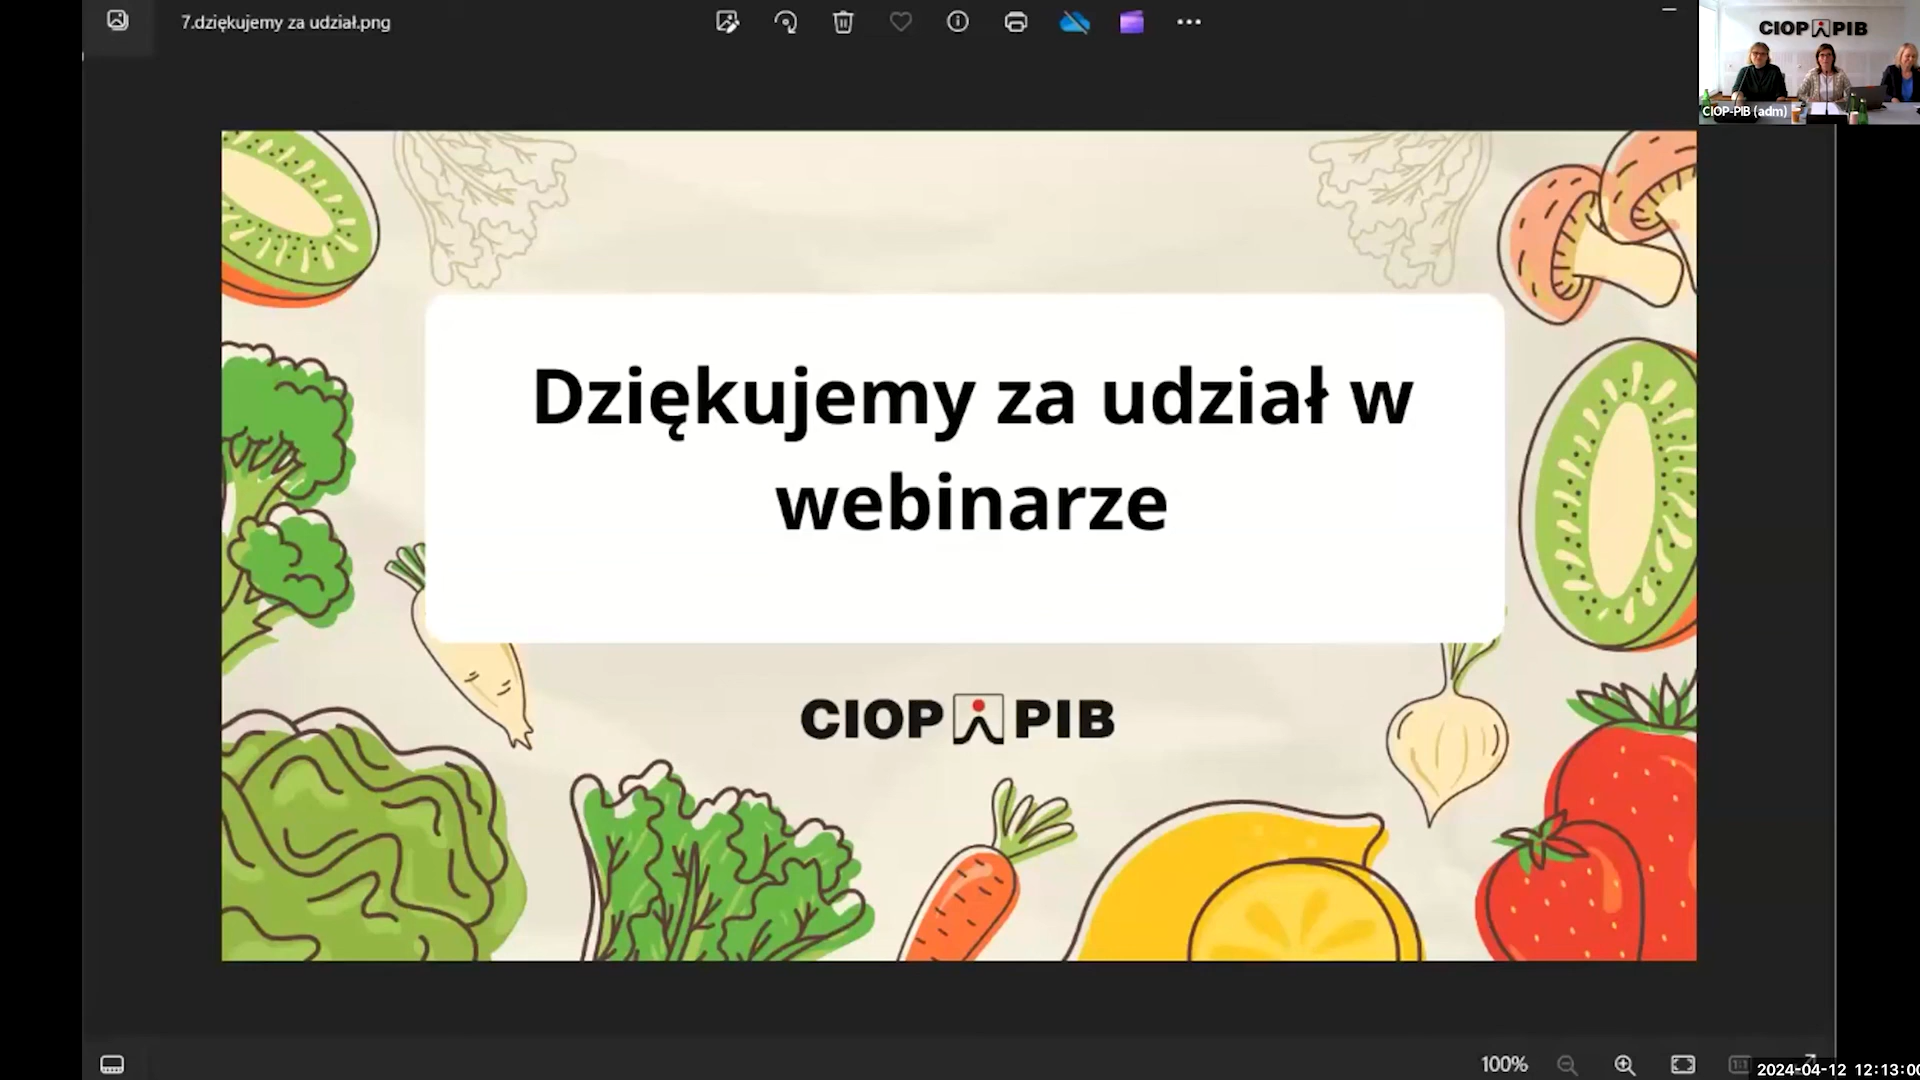 7.dziękujemy za udział.png
CIOP PIB
CIOP-PIB (adm)
Dziękujemy za udział w
webinarze
CIOP PIB
100%
2024-04-12 12:13:00